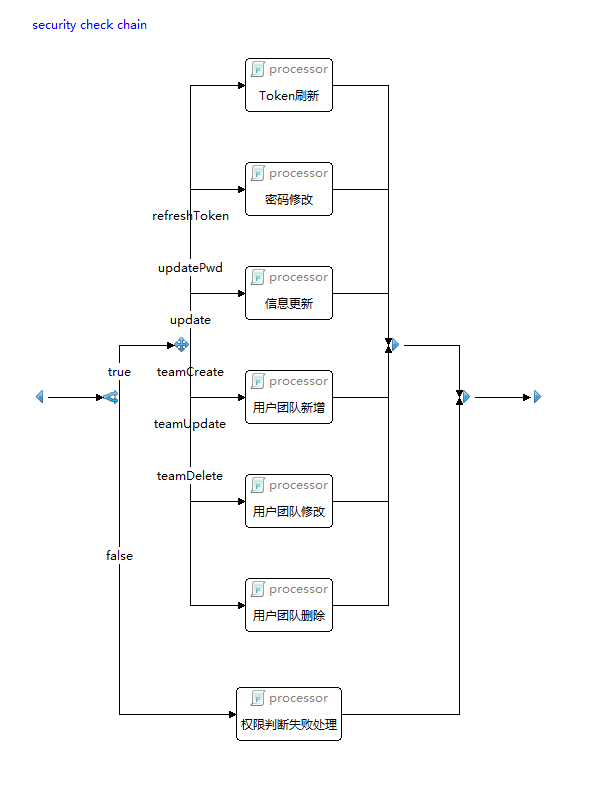 security check chain
processor
Token刷新
processor
密码修改
refreshToken
updatePwd
processor
信息更新
update
true
teamCreate
processor
用户团队新增
teamUpdate
teamDelete
processor
用户团队修改
false
processor
用户团队删除
processor
权限判断失败处理